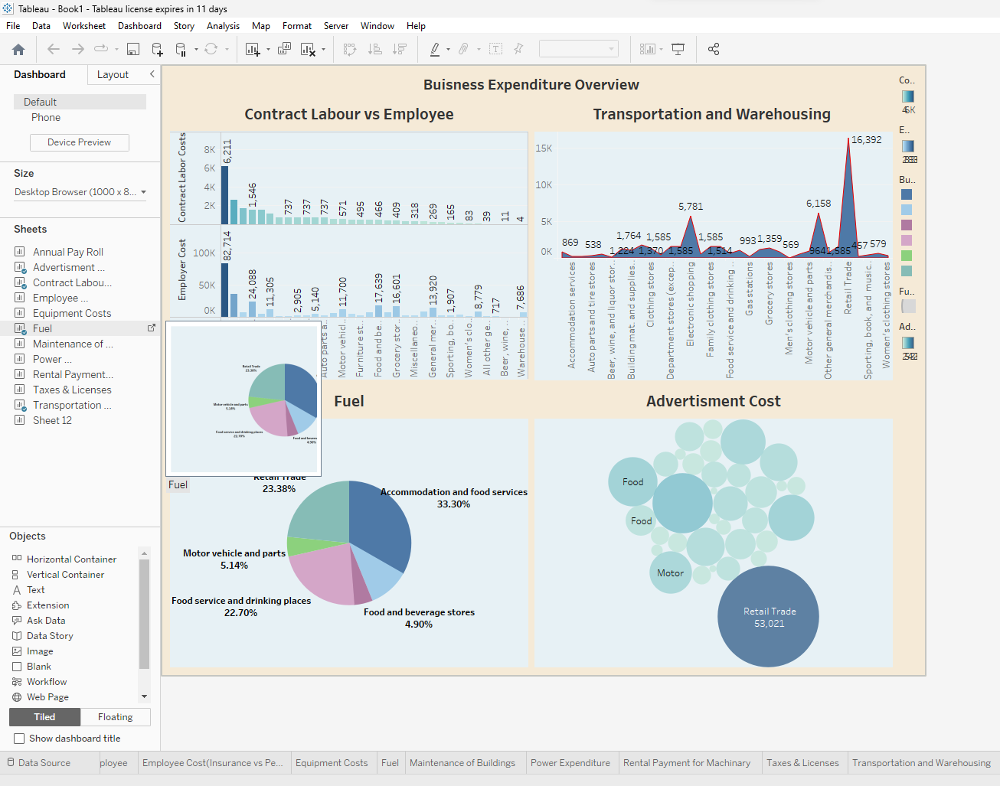 Tableau - Book1 - Tableau license expires in 11 days
File Data Worksheet Dashboard Story Analysis Map Format Server Window Help
Dashboard Layout
Default
Phone
Device Preview
Size
Desktop Browser (1000 x 8...
Sheets
Annual Pay Roll
Advertisment ...
Contract Labou...
Employee ...
Equipment Costs
Fuel
Maintenance of ...
Power ...
Rental Payment...
Taxes & Licenses
Transportation ...
Sheet 12
Objects
Horizontal Container
Vertical Container
Text
Extension
Ask Data
Data Story
Image
Blank
Workflow
Web Page
Tiled Floating
Show dashboard title
Buisness Expenditure Overview
Contract Labour vs Employee
Contract Labor Costs
8K
6K
4K
2K
6,211 1,546 737 737 737 571 495 466 409 318 269 165 83 39 11 4
Employer Cost
100K
50K
0K
82,714 24,088 11,305 2,905 5,140 11,700 17,639 16,601 13,920 1,907 8,779 717 7,686
Auto parts a..
Motor vehicl..
Furniture st..
Food and be..
Grocery stor..
Miscellaneo..
General mer..
Sporting, bo..
Women's clo..
All other ge..
Beer, wine, ..
Warehouse ..
Transportation and Warehousing
15K
10K
5K
0K
869 538 1,224 1,764 1,370 1,585 1,585 5,781 1,585 1,514 993 1,359 569 964 6,158 1,585 16,392 457 579
Accommodation services
Auto parts and tire stores
Beer, wine, and liquor stor..
Building mat. and supplies..
Clothing stores
Department stores (excep..
Electronic shopping
Family clothing stores
Food service and drinking ..
Gas stations
Grocery stores
Men's clothing stores
Motor vehicle and parts
Other general merchandis..
Retail Trade
Sporting, book, and music..
Women's clothing stores
Co..
E..
Bu..
Fu..
Ad..
Retail Trade
23.38%
Motor vehicle and parts
5.14%
Food service and drinking places
22.70%
Food and bever
4.90%
Fuel
Fuel
Retail Trade
23.38%
Accommodation and food services
33.30%
Motor vehicle and parts
5.14%
Food service and drinking places
22.70%
Food and beverage stores
4.90%
Advertisment Cost
Food
Food
Motor
Retail Trade
53,021
Data Source ployee Employee Cost(Insurance vs Pe... Equipment Costs Fuel Maintenance of Buildings Power Expenditure Rental Payment for Machinary Taxes & Licenses Transportation and Warehousing